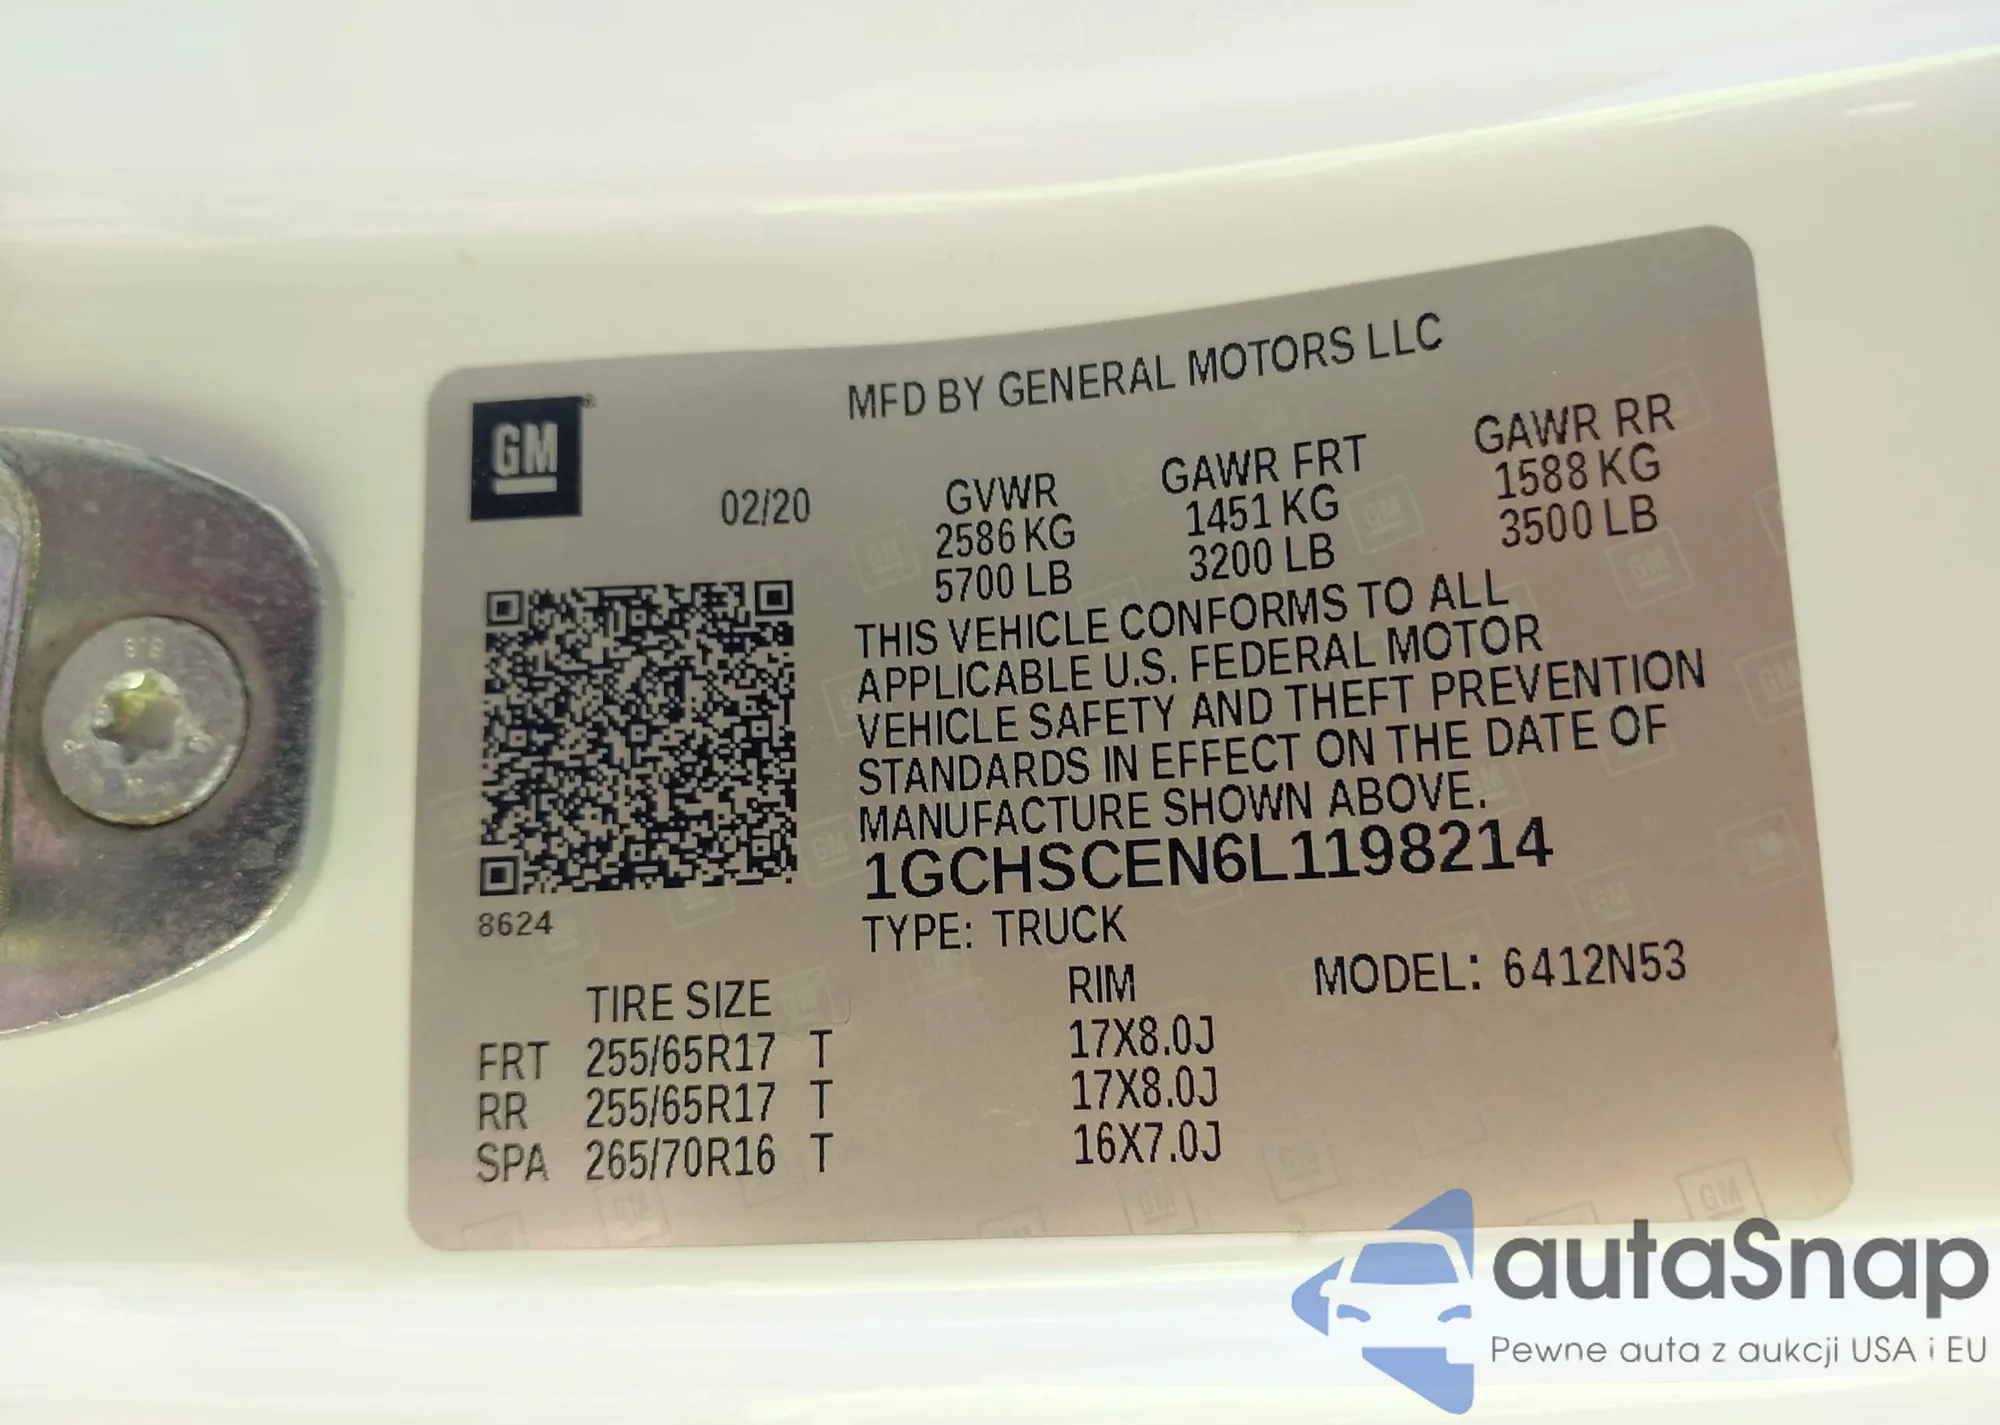 GM
MFD BY GENERAL MOTORS LLC
02/20
GVWR
2586 KG
5700 LB
GAWR FRT
1451 KG
3200 LB
GAWR RR
1588 KG
3500 LB
THIS VEHICLE CONFORMS TO ALL
APPLICABLE U.S. FEDERAL MOTOR
VEHICLE SAFETY AND THEFT PREVENTION
STANDARDS IN EFFECT ON THE DATE OF
MANUFACTURE SHOWN ABOVE.
1GCHSCEN6L1198214
8624
TYPE: TRUCK
MODEL: 6412N53
TIRE SIZE RIM
FRT 255/65R17 T 17X8.0J
RR 255/65R17 T 17X8.0J
SPA 265/70R16 T 16X7.0J
autaSnap
Pewne auta z aukcji USA i EU